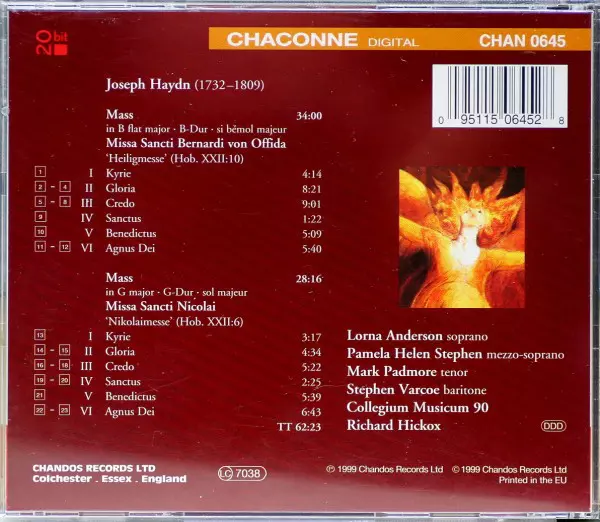 20 bit
CHACONNE DIGITAL CHAN 0645
Joseph Haydn (1732–1809)
Mass 34:00
in B flat major · B-Dur · si bémol majeur
Missa Sancti Bernardi von Offida
‘Heiligmesse’ (Hob. XXII:10)
1 I Kyrie 4:14
2 - 4 II Gloria 8:21
5 - 8 III Credo 9:01
9 IV Sanctus 1:22
10 V Benedictus 5:09
11 - 12 VI Agnus Dei 5:40
Mass 28:16
in G major · G-Dur · sol majeur
Missa Sancti Nicolai
‘Nikolaimesse’ (Hob. XXII:6)
13 I Kyrie 3:17
14 - 15 II Gloria 4:34
16 - 18 III Credo 5:22
19 - 20 IV Sanctus 2:25
21 V Benedictus 5:39
22 - 23 VI Agnus Dei 6:43
TT 62:23
0 95115 06452 8
Lorna Anderson soprano
Pamela Helen Stephen mezzo-soprano
Mark Padmore tenor
Stephen Varcoe baritone
Collegium Musicum 90
Richard Hickox
DDD
CHANDOS RECORDS LTD
Colchester . Essex . England
LC 7038
℗ 1999 Chandos Records Ltd © 1999 Chandos Records Ltd
Printed in the EU